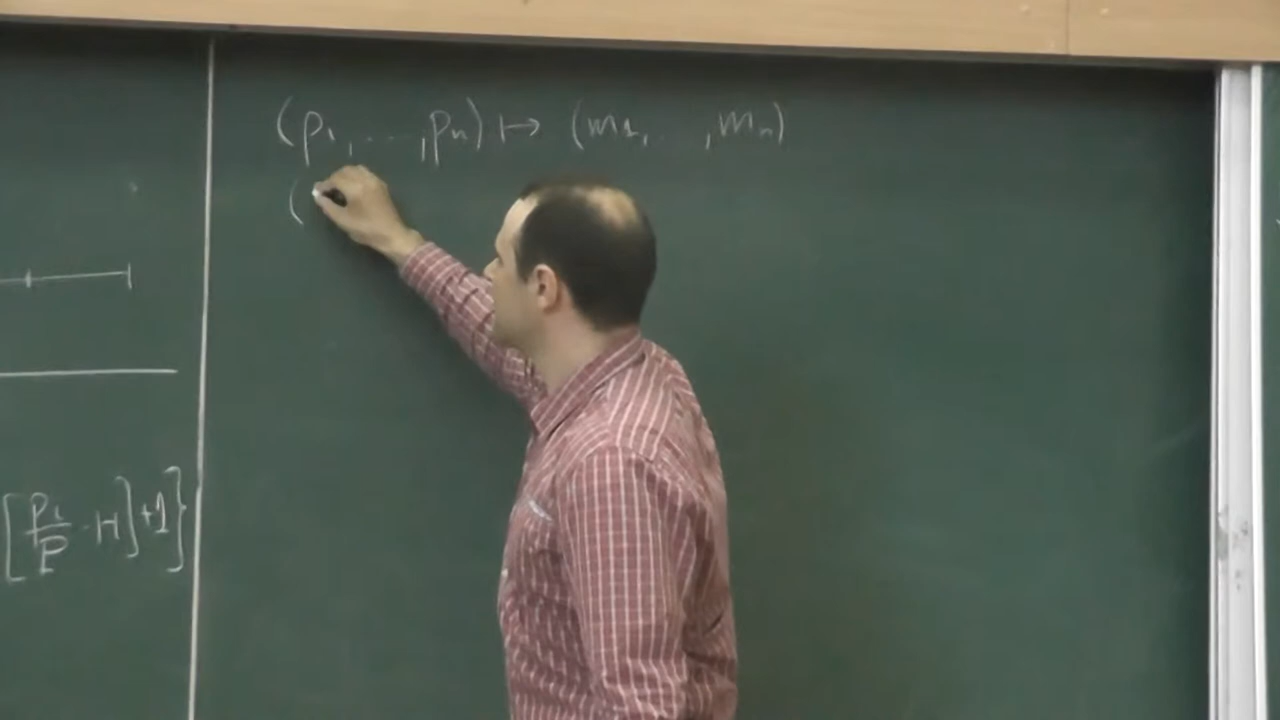 (p₁, ..., pₙ) ↦ (m₁, ..., mₙ)
(
[pᵢ/P · H] + 1}